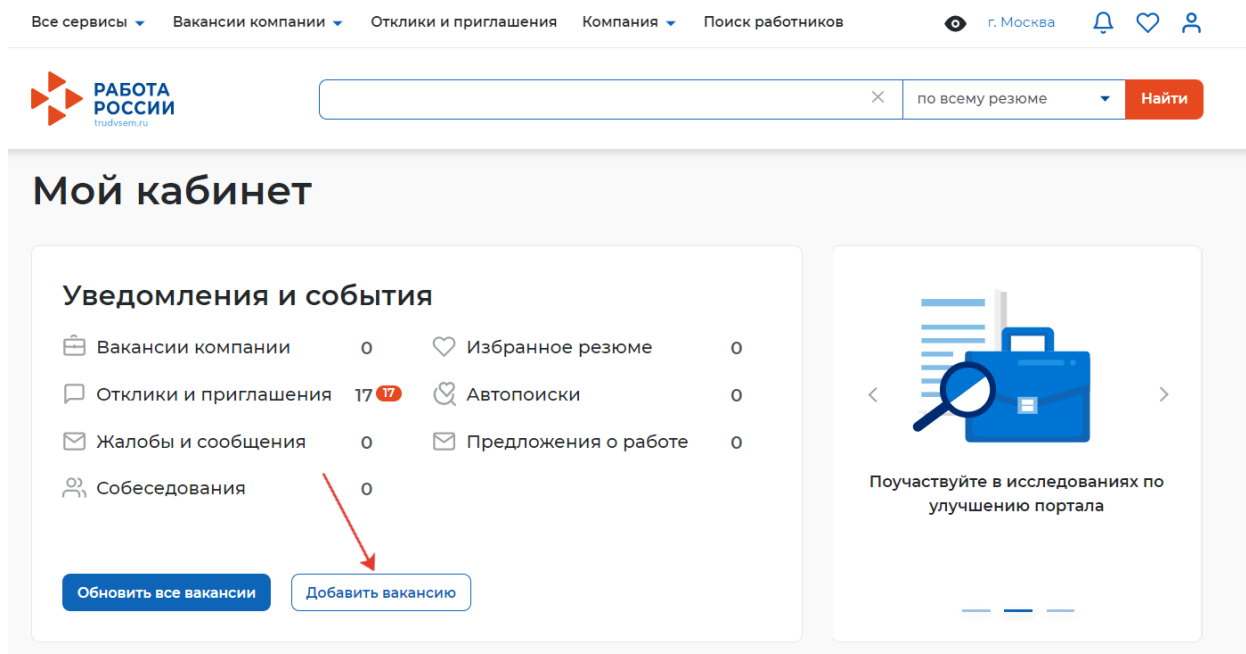 Все сервисы Вакансии компании Отклики и приглашения Компания Поиск работников г. Москва
РАБОТА
РОССИИ
trudvsem.ru
по всему резюме Найти
Мой кабинет
Уведомления и события
Вакансии компании 0 Избранное резюме 0
Отклики и приглашения 17 17 Автопоиски 0
Жалобы и сообщения 0 Предложения о работе 0
Собеседования 0
Обновить все вакансии Добавить вакансию
Поучаствуйте в исследованиях по
улучшению портала